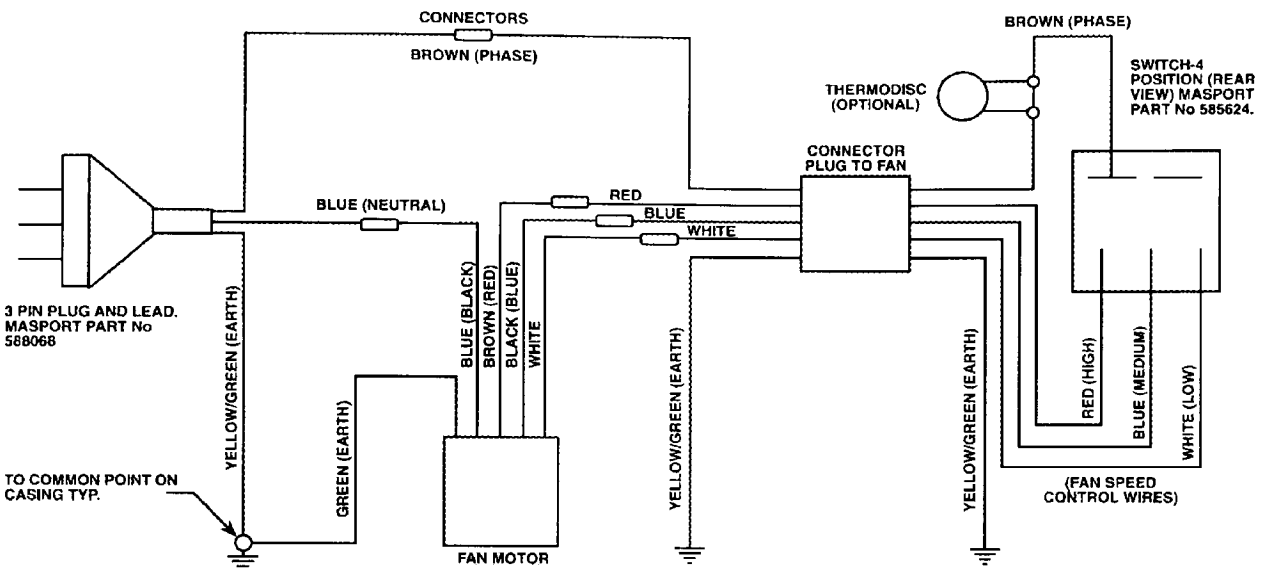 CONNECTORS
BROWN (PHASE)
BROWN (PHASE)
SWITCH-4
POSITION (REAR
VIEW) MASPORT
PART No 585624.
THERMODISC
(OPTIONAL)
CONNECTOR
PLUG TO FAN
BLUE (NEUTRAL)
RED
BLUE
WHITE
3 PIN PLUG AND LEAD.
MASPORT PART No
588068
YELLOW/GREEN (EARTH)
GREEN (EARTH)
BLUE (BLACK)
BROWN (RED)
BLACK (BLUE)
WHITE
YELLOW/GREEN (EARTH)
YELLOW/GREEN (EARTH)
RED (HIGH)
BLUE (MEDIUM)
WHITE (LOW)
TO COMMON POINT ON
CASING TYP.
(FAN SPEED
CONTROL WIRES)
FAN MOTOR